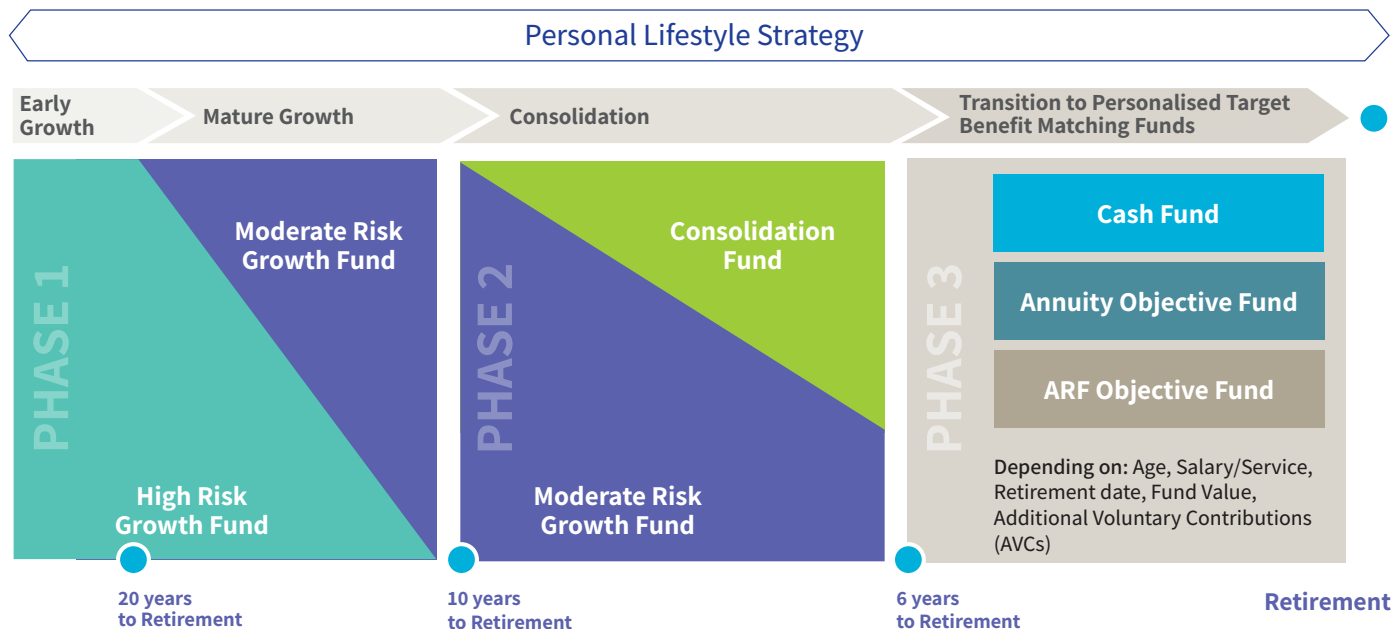 Personal Lifestyle Strategy
Early
Growth
Mature Growth
Consolidation
Transition to Personalised Target
Benefit Matching Funds
PHASE 1
Moderate Risk
Growth Fund
High Risk
Growth Fund
PHASE 2
Consolidation
Fund
Moderate Risk
Growth Fund
PHASE 3
Cash Fund
Annuity Objective Fund
ARF Objective Fund
Depending on: Age, Salary/Service,
Retirement date, Fund Value,
Additional Voluntary Contributions
(AVCs)
20 years
to Retirement
10 years
to Retirement
6 years
to Retirement
Retirement